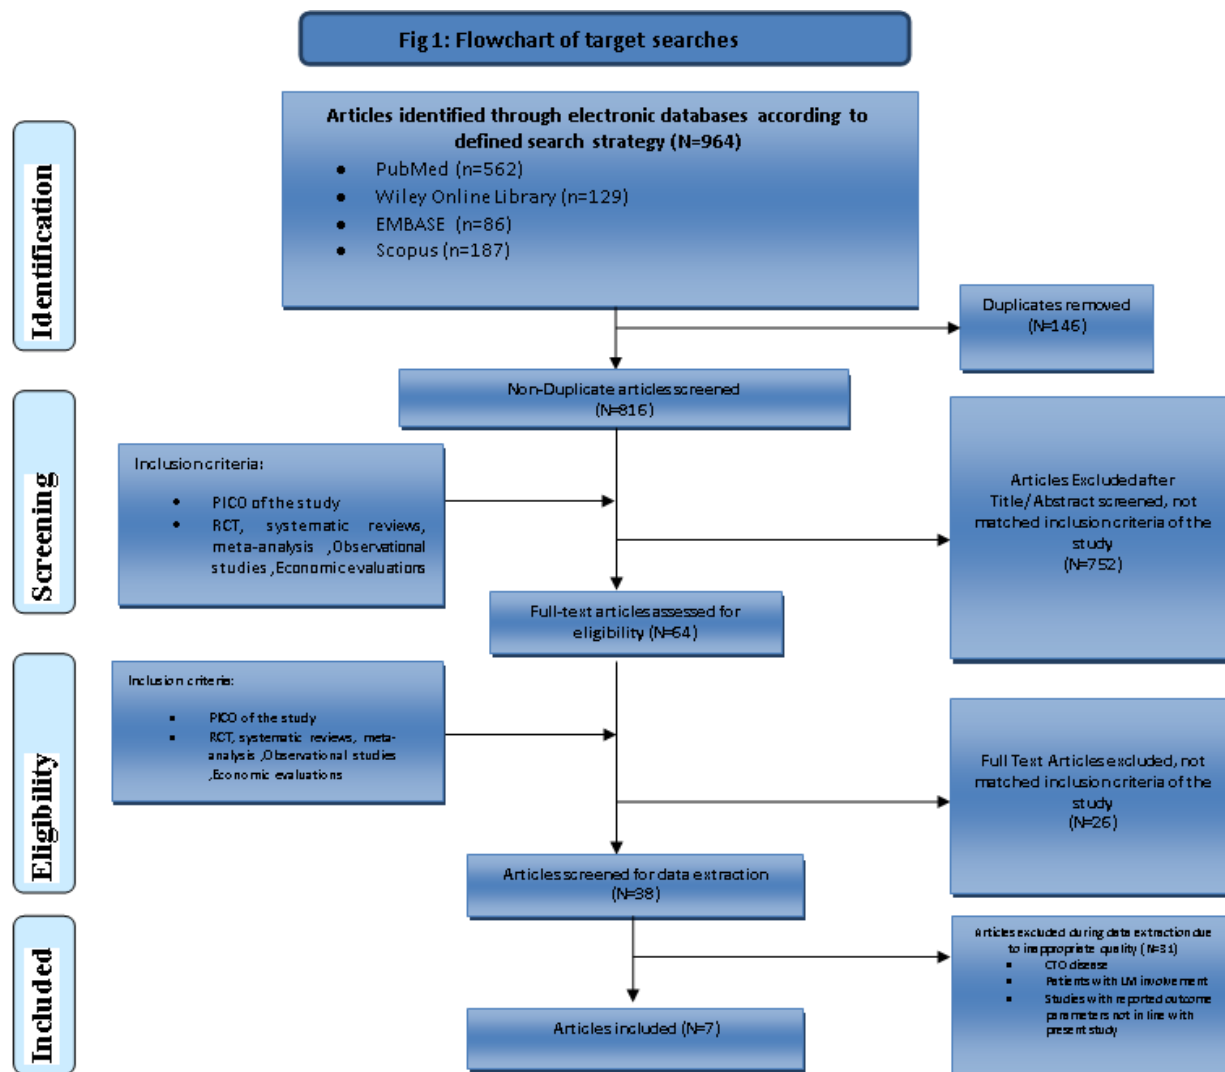 Fig 1: Flowchart of target searches
Identification
Articles identified through electronic databases according to
defined search strategy (N=964)
● PubMed (n=562)
● Wiley Online Library (n=129)
● EMBASE (n=86)
● Scopus (n=187)
Duplicates removed
(N=146)
Non-Duplicate articles screened
(N=816)
Screening
Inclusion criteria:
● PICO of the study
● RCT, systematic reviews,
meta-analysis ,Observational
studies ,Economic evaluations
Articles Excluded after
Title/Abstract screened, not
matched inclusion criteria of the
study
(N=752)
Full-text articles assessed for
eligibility (N=64)
Eligibility
Inclusion criteria:
● PICO of the study
● RCT, systematic reviews, meta-
analysis ,Observational studies
,Economic evaluations
Full Text Articles excluded, not
matched inclusion criteria of the
study
(N=26)
Articles screened for data extraction
(N=38)
Included
Articles excluded during data extraction due
to inappropriate quality (N=31)
● CTO disease
● Patients with LM involvement
● Studies with reported outcome
parameters not in line with
present study
Articles included (N=7)